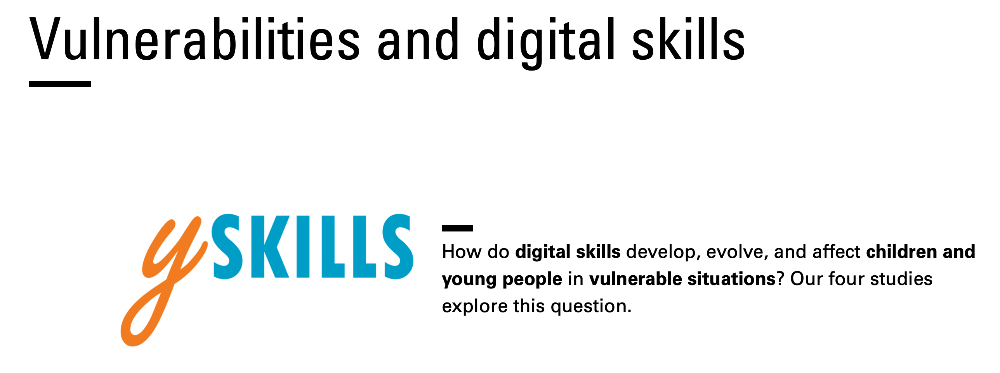 Vulnerabilities and digital skills
ySKILLS
How do digital skills develop, evolve, and affect children and
young people in vulnerable situations? Our four studies
explore this question.